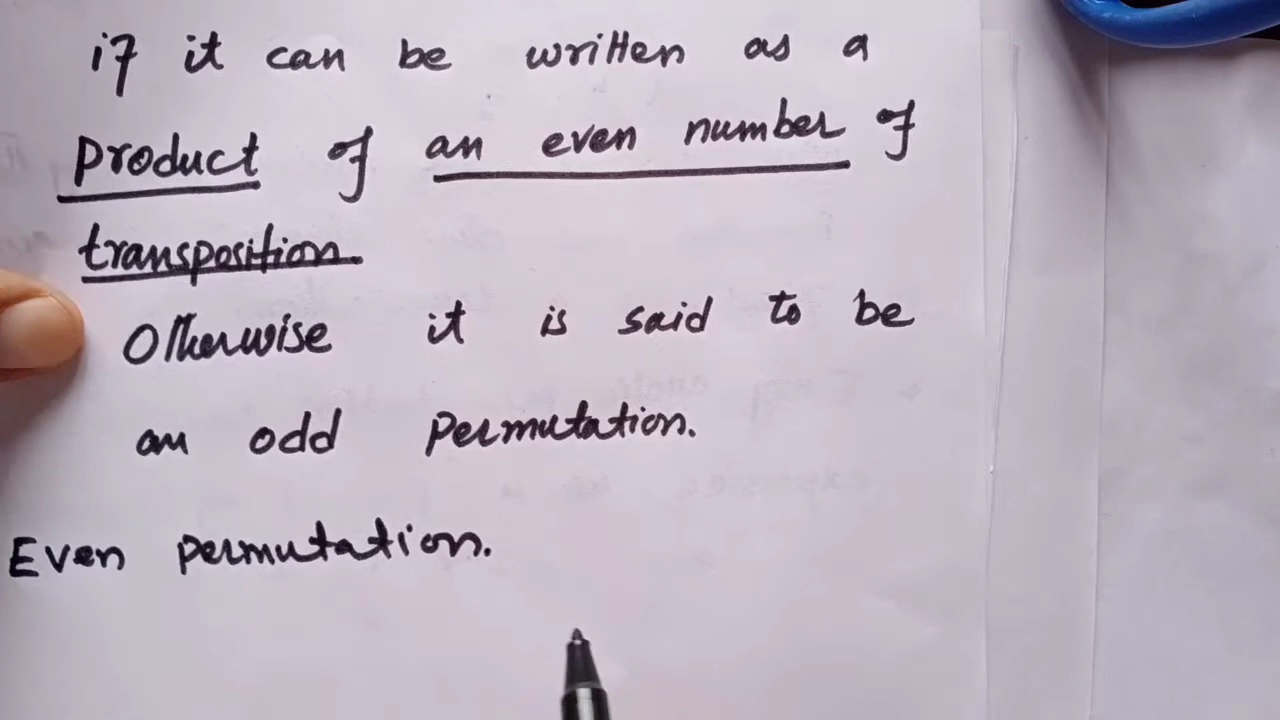 if it can be written as a
product of an even number of
transposition.
Otherwise it is said to be
an odd permutation.
Even permutation.